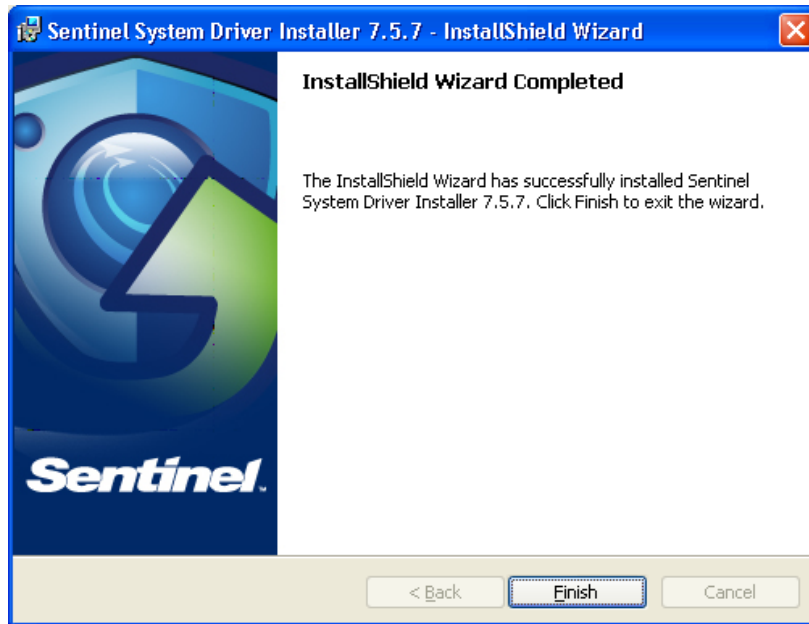 Sentinel System Driver Installer 7.5.7 - InstallShield Wizard
InstallShield Wizard Completed
The InstallShield Wizard has successfully installed Sentinel
System Driver Installer 7.5.7. Click Finish to exit the wizard.
Sentinel.
< Back
Finish
Cancel